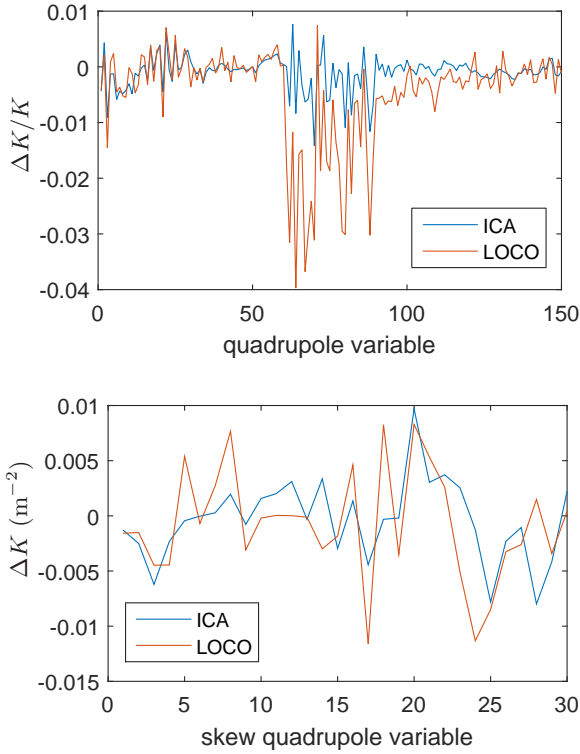 0.01
0
-0.01
-0.02
-0.03
-0.04
ΔK/K
ICA
LOCO
0 50 100 150
quadrupole variable
0.01
0.005
0
-0.005
-0.01
-0.015
ΔK (m⁻²)
ICA
LOCO
0 5 10 15 20 25 30
skew quadrupole variable